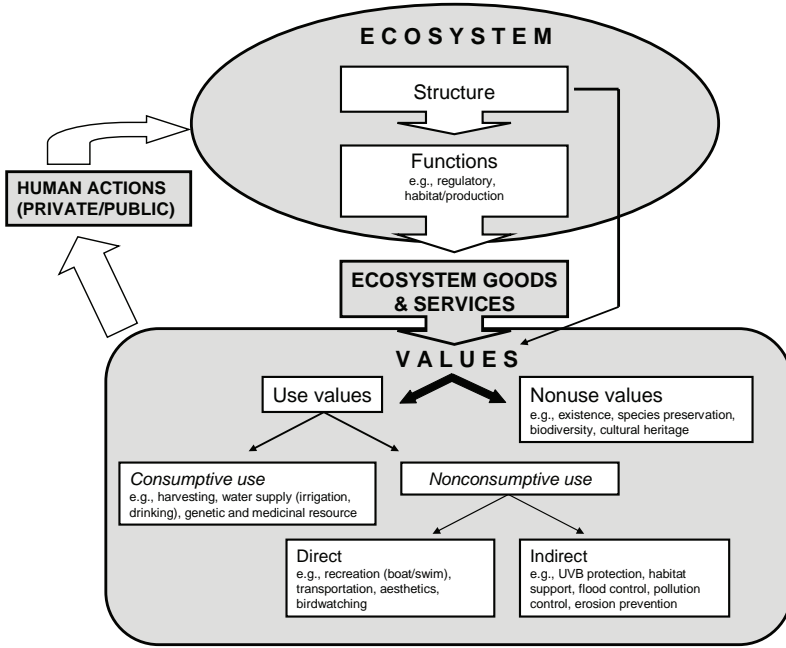 E C O S Y S T E M
Structure
Functions
e.g., regulatory,
habitat/production
HUMAN ACTIONS
(PRIVATE/PUBLIC)
ECOSYSTEM GOODS
& SERVICES
V A L U E S
Use values
Nonuse values
e.g., existence, species preservation,
biodiversity, cultural heritage
Consumptive use
e.g., harvesting, water supply (irrigation,
drinking), genetic and medicinal resource
Nonconsumptive use
Direct
e.g., recreation (boat/swim),
transportation, aesthetics,
birdwatching
Indirect
e.g., UVB protection, habitat
support, flood control, pollution
control, erosion prevention